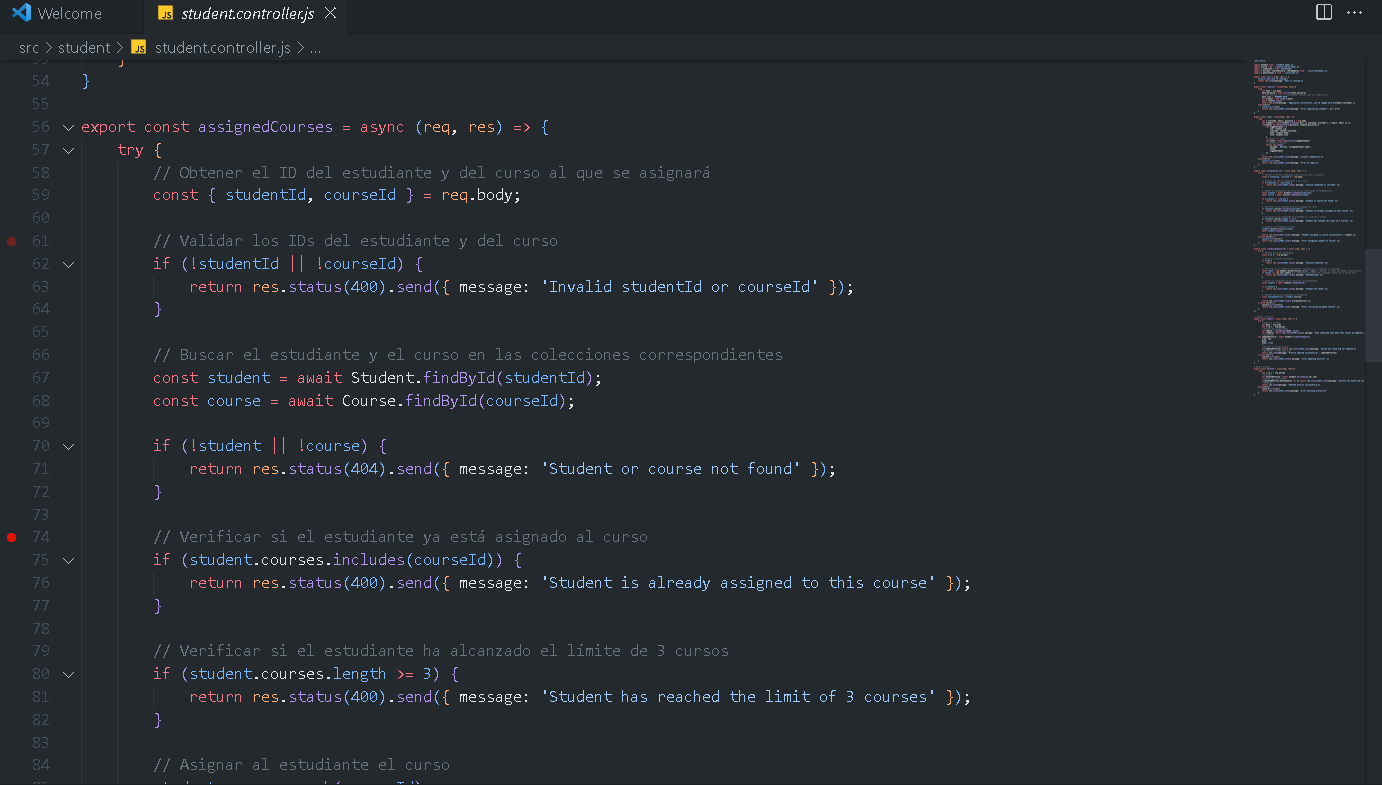 Welcome
JS student.controller.js
src > student > JS student.controller.js > ...
54 }
55
56 export const assignedCourses = async (req, res) => {
57 try {
58 // Obtener el ID del estudiante y del curso al que se asignará
59 const { studentId, courseId } = req.body;
60
61 // Validar los IDs del estudiante y del curso
62 if (!studentId || !courseId) {
63 return res.status(400).send({ message: 'Invalid studentId or courseId' });
64 }
65
66 // Buscar el estudiante y el curso en las colecciones correspondientes
67 const student = await Student.findById(studentId);
68 const course = await Course.findById(courseId);
69
70 if (!student || !course) {
71 return res.status(404).send({ message: 'Student or course not found' });
72 }
73
74 // Verificar si el estudiante ya está asignado al curso
75 if (student.courses.includes(courseId)) {
76 return res.status(400).send({ message: 'Student is already assigned to this course' });
77 }
78
79 // Verificar si el estudiante ha alcanzado el límite de 3 cursos
80 if (student.courses.length >= 3) {
81 return res.status(400).send({ message: 'Student has reached the limit of 3 courses' });
82 }
83
84 // Asignar al estudiante el curso